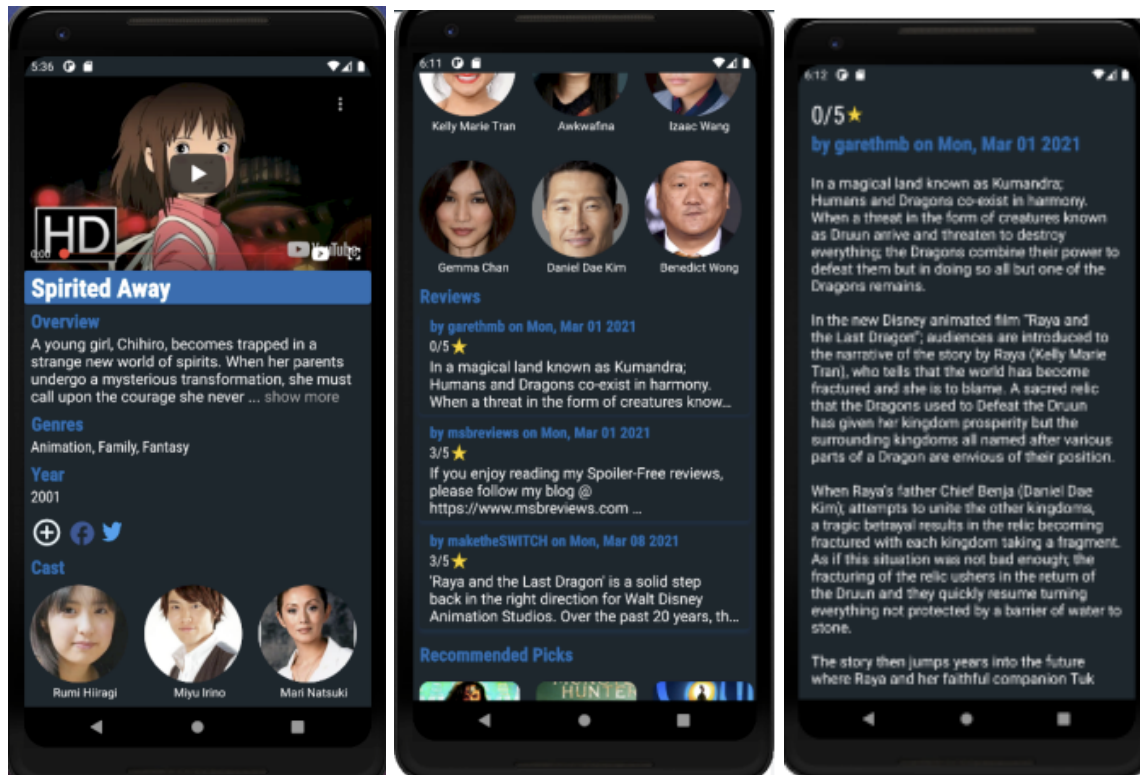 5:36
HD
0:00
YouTube
Spirited Away
Overview
A young girl, Chihiro, becomes trapped in a
strange new world of spirits. When her parents
undergo a mysterious transformation, she must
call upon the courage she never ... show more
Genres
Animation, Family, Fantasy
Year
2001
Cast
Rumi Hiiragi Miyu Irino Mari Natsuki
6:11
Kelly Marie Tran Awkwafina Izaac Wang
Gemma Chan Daniel Dae Kim Benedict Wong
Reviews
by garethmb on Mon, Mar 01 2021
0/5
In a magical land known as Kumandra;
Humans and Dragons co-exist in harmony.
When a threat in the form of creatures know...
by msbreviews on Mon, Mar 01 2021
3/5
If you enjoy reading my Spoiler-Free reviews,
please follow my blog @
https://www.msbreviews.com ...
by maketheSWITCH on Mon, Mar 08 2021
3/5
'Raya and the Last Dragon' is a solid step
back in the right direction for Walt Disney
Animation Studios. Over the past 20 years, th...
Recommended Picks
HUNTER
6:12
0/5
by garethmb on Mon, Mar 01 2021
In a magical land known as Kumandra;
Humans and Dragons co-exist in harmony.
When a threat in the form of creatures known
as Druun arrive and threaten to destroy
everything; the Dragons combine their power to
defeat them but in doing so all but one of the
Dragons remains.
In the new Disney animated film "Raya and
the Last Dragon"; audiences are introduced to
the narrative of the story by Raya (Kelly Marie
Tran), who tells that the world has become
fractured and she is to blame. A sacred relic
that the Dragons used to Defeat the Druun
has given her kingdom prosperity but the
surrounding kingdoms all named after various
parts of a Dragon are envious of their position.
When Raya's father Chief Benja (Daniel Dae
Kim), attempts to unite the other kingdoms,
a tragic betrayal results in the relic becoming
fractured with each kingdom taking a fragment.
As if this situation was not bad enough; the
fracturing of the relic ushers in the return of
the Druun and they quickly resume turning
everything not protected by a barrier of water to
stone.
The story then jumps years into the future
where Raya and her faithful companion Tuk